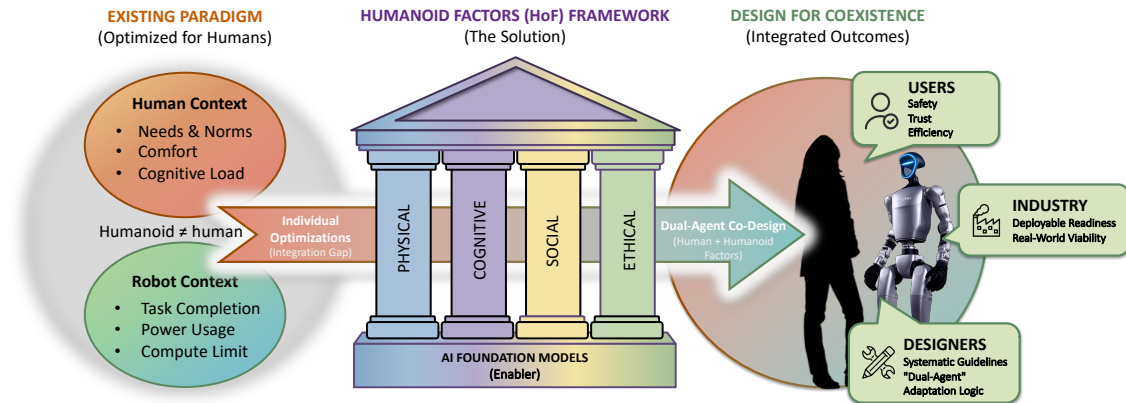 EXISTING PARADIGM
(Optimized for Humans)
Human Context
• Needs & Norms
• Comfort
• Cognitive Load
Humanoid ≠ human
Robot Context
• Task Completion
• Power Usage
• Compute Limit
Individual
Optimizations
(Integration Gap)
HUMANOID FACTORS (HoF) FRAMEWORK
(The Solution)
PHYSICAL
COGNITIVE
SOCIAL
ETHICAL
AI FOUNDATION MODELS
(Enabler)
Dual-Agent Co-Design
(Human + Humanoid
Factors)
DESIGN FOR COEXISTENCE
(Integrated Outcomes)
USERS
Safety
Trust
Efficiency
INDUSTRY
Deployable Readiness
Real-World Viability
DESIGNERS
Systematic Guidelines
"Dual-Agent"
Adaptation Logic